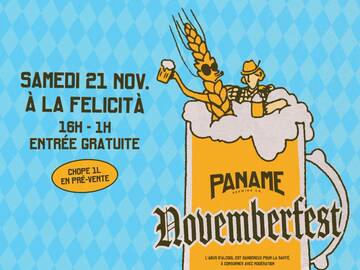 SAMEDI 21 NOV.
À LA FELICITÀ
16H - 1H
ENTRÉE GRATUITE
CHOPE 1L
EN PRÉ-VENTE
PANAME
BREWING CO.
Novemberfest
L'ABUS D'ALCOOL EST DANGEREUX POUR LA SANTÉ,
À CONSOMMER AVEC MODÉRATION